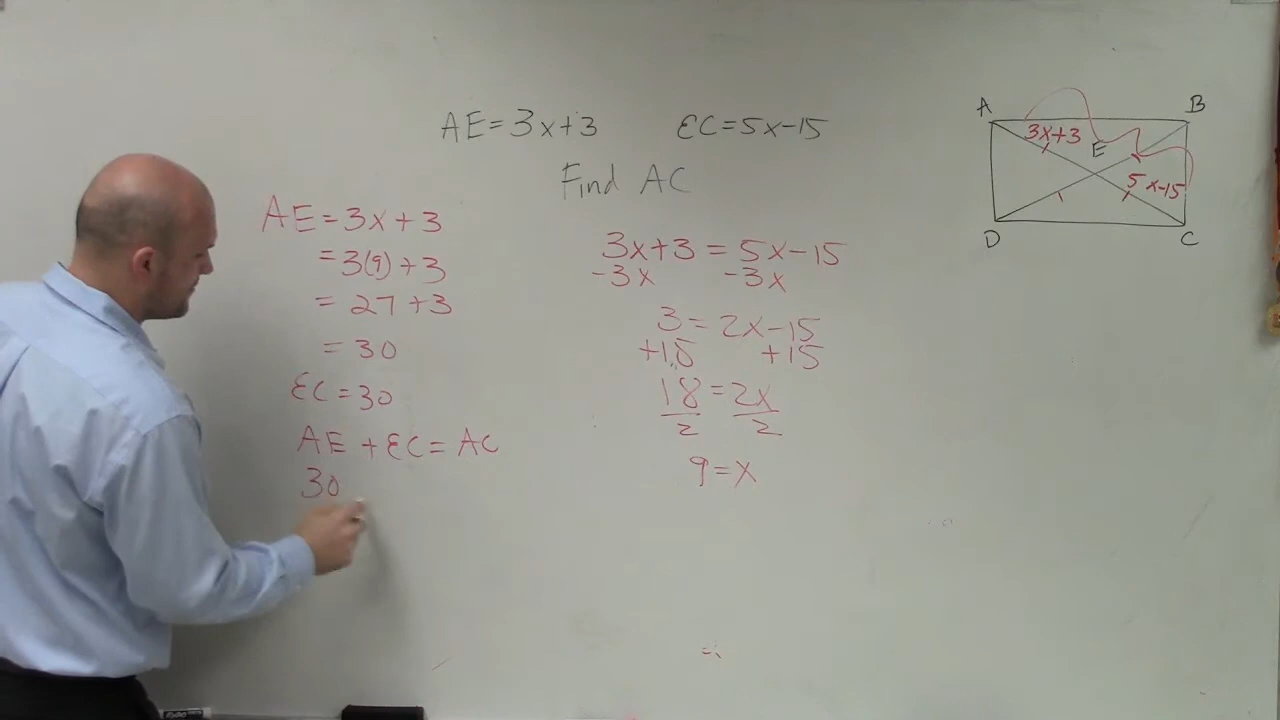 AE=3x+3 EC=5x-15
Find AC
AE=3x+3
=3(9)+3
=27+3
=30
EC=30
AE+EC=AC
30
3x+3=5x-15
-3x -3x
3=2x-15
+15 +15
18=2x
2 2
9=x
A B
3x+3
E
5x-15
D C